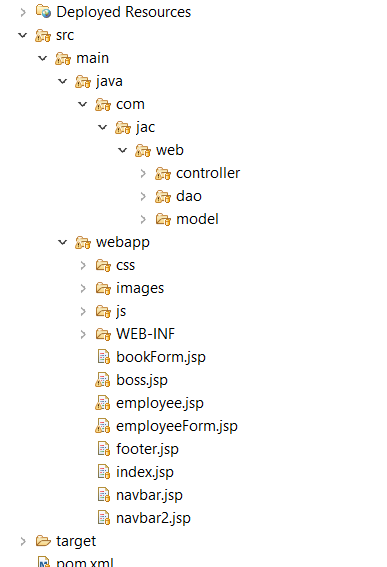 Deployed Resources
src
main
java
com
jac
web
controller
dao
model
webapp
css
images
js
WEB-INF
bookForm.jsp
boss.jsp
employee.jsp
employeeForm.jsp
footer.jsp
index.jsp
navbar.jsp
navbar2.jsp
target
pom.xml